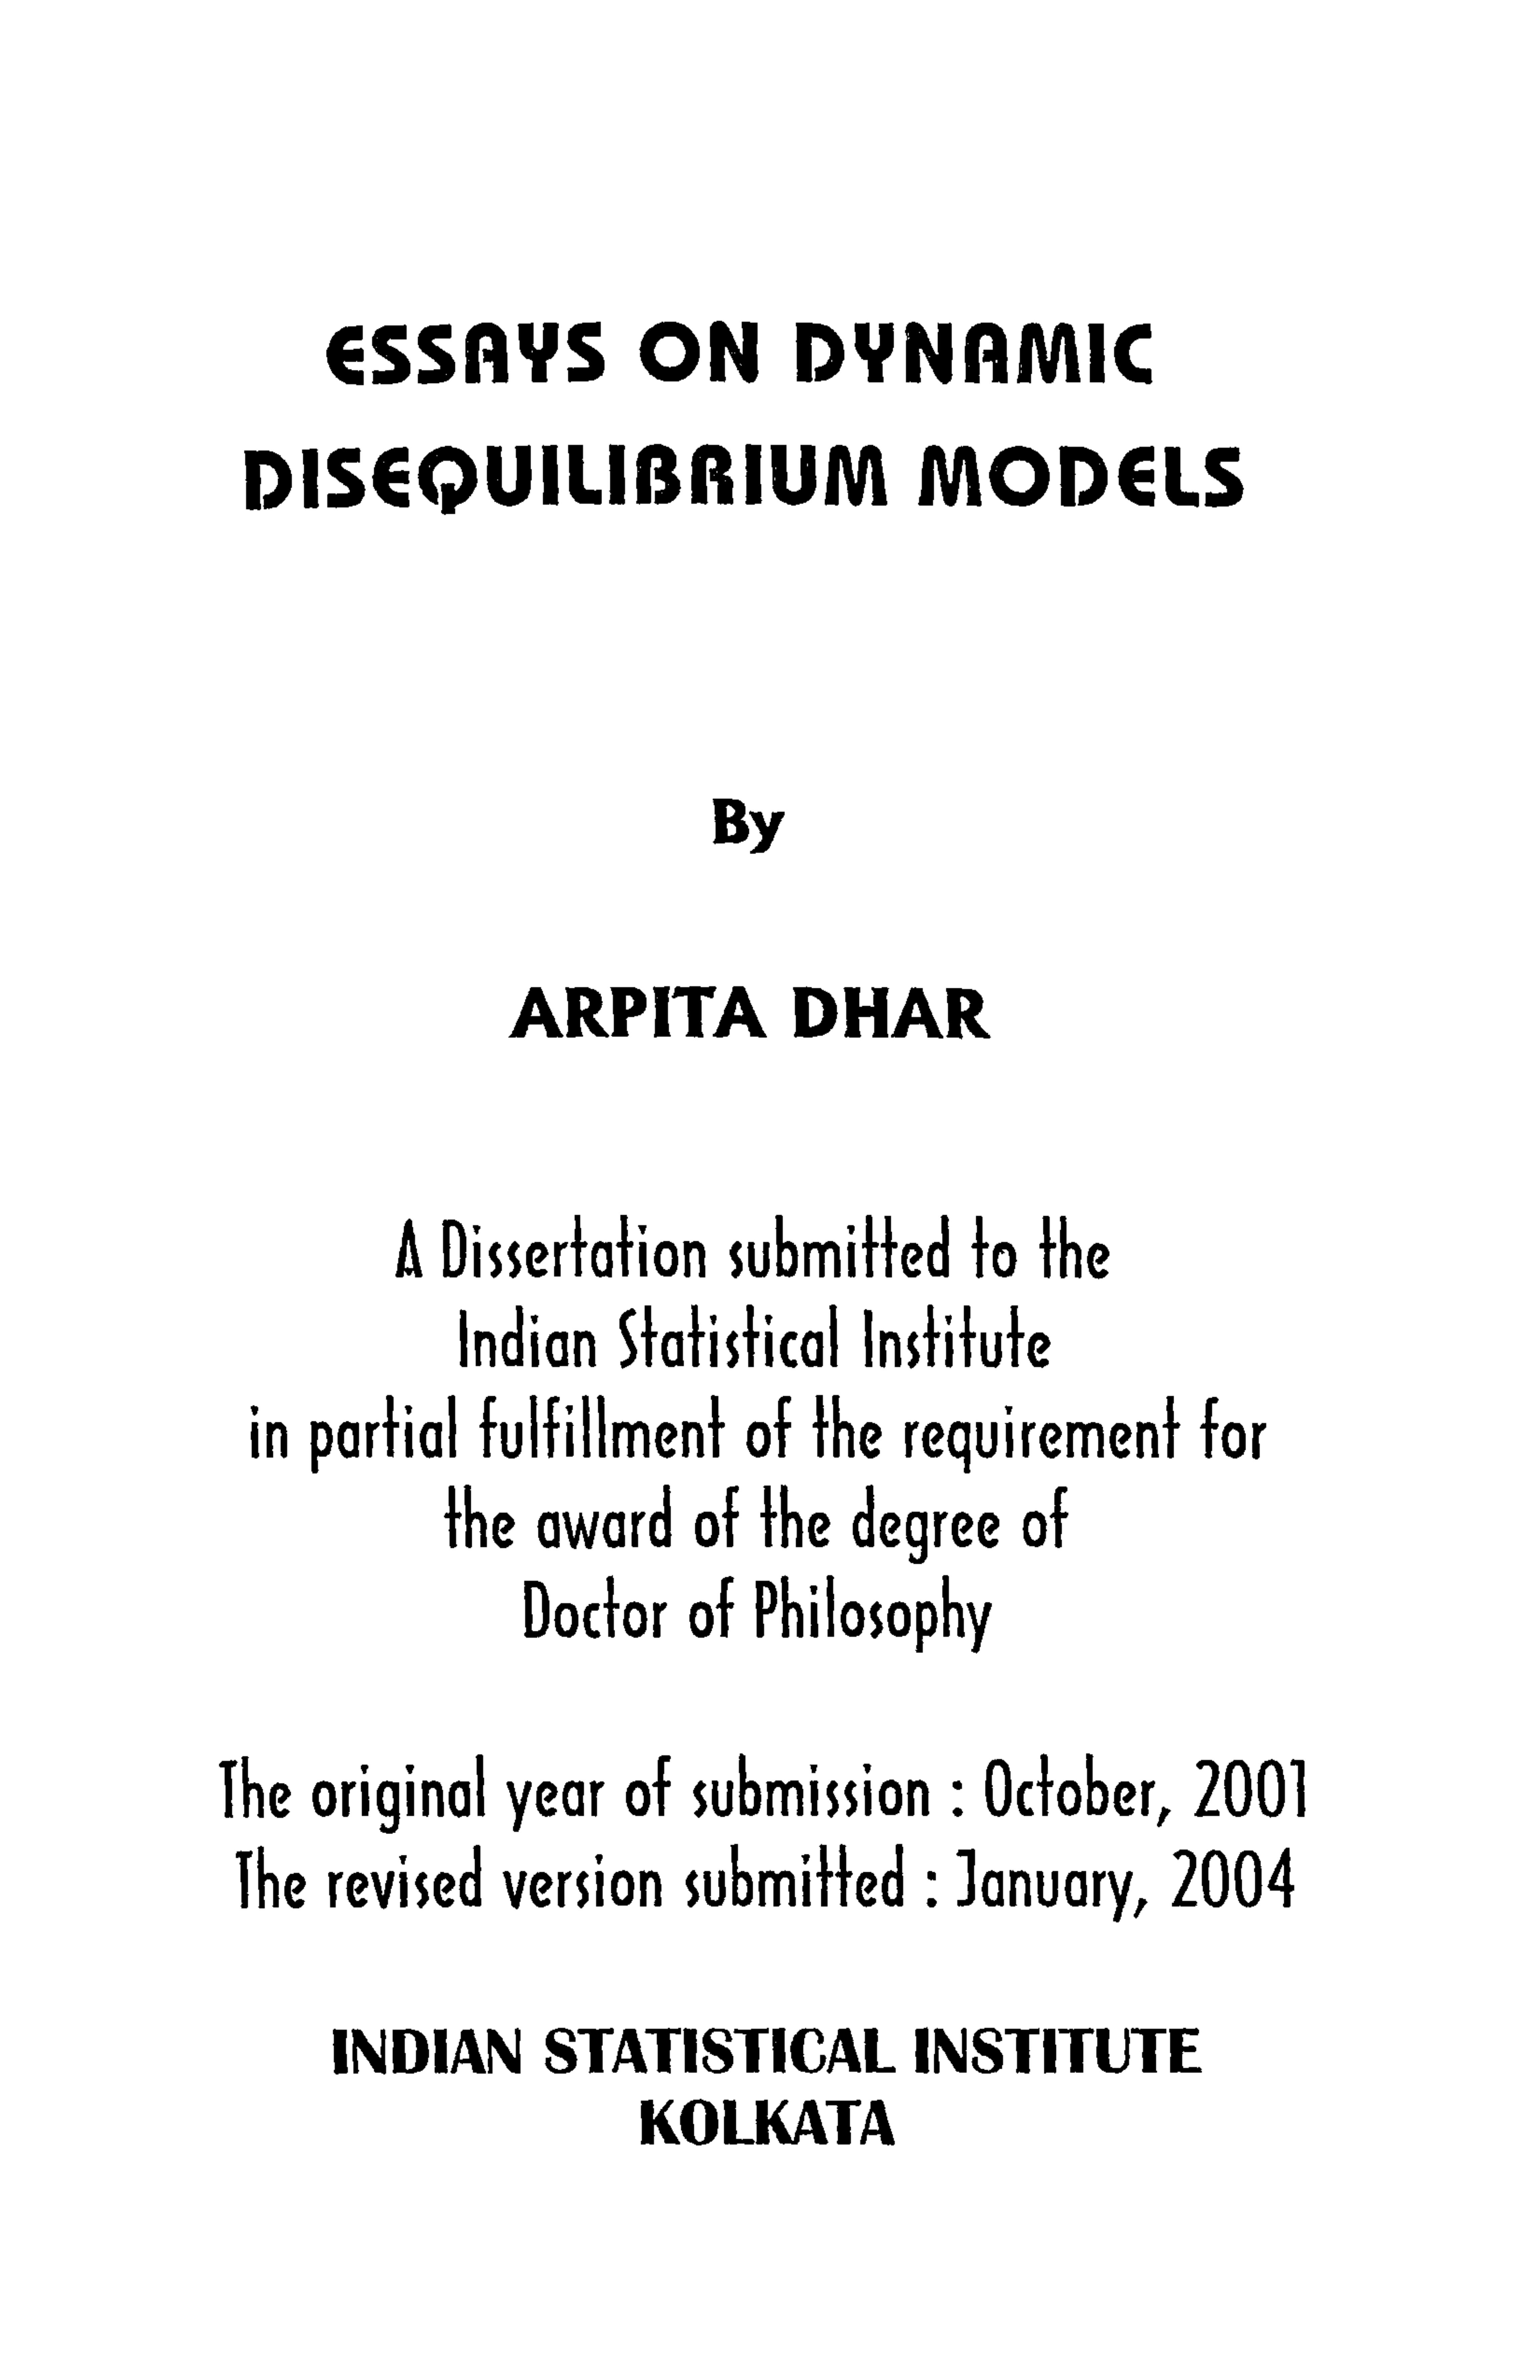 ESSAYS ON DYNAMIC
DISEQUILIBRIUM MODELS
By
ARPITA DHAR
A Dissertation submitted to the
Indian Statistical Institute
in partial fulfillment of the requirement for
the award of the degree of
Doctor of Philosophy
The original year of submission : October, 2001
The revised version submitted : January, 2004
INDIAN STATISTICAL INSTITUTE
KOLKATA